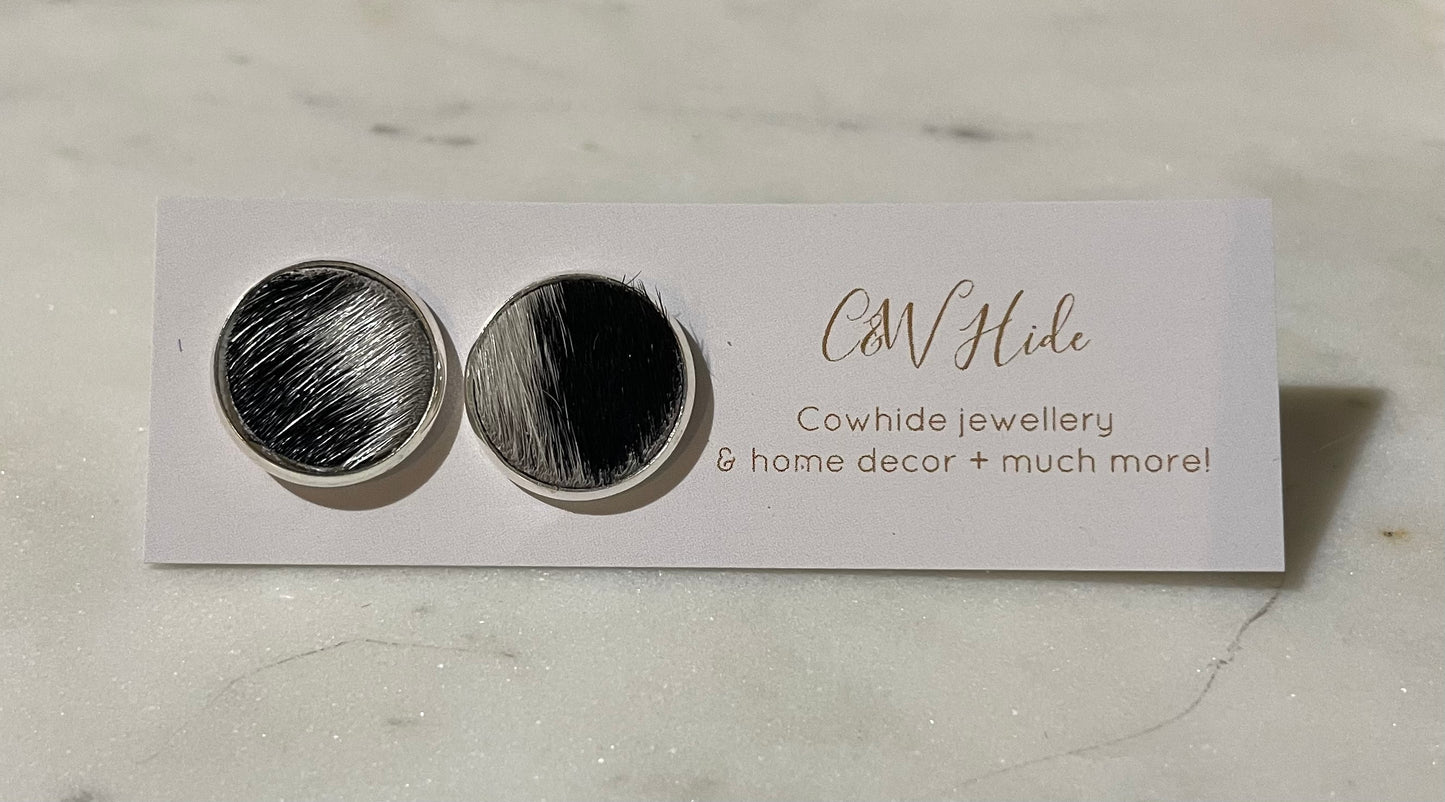 C&W Hide
Cowhide jewellery
& home decor + much more!